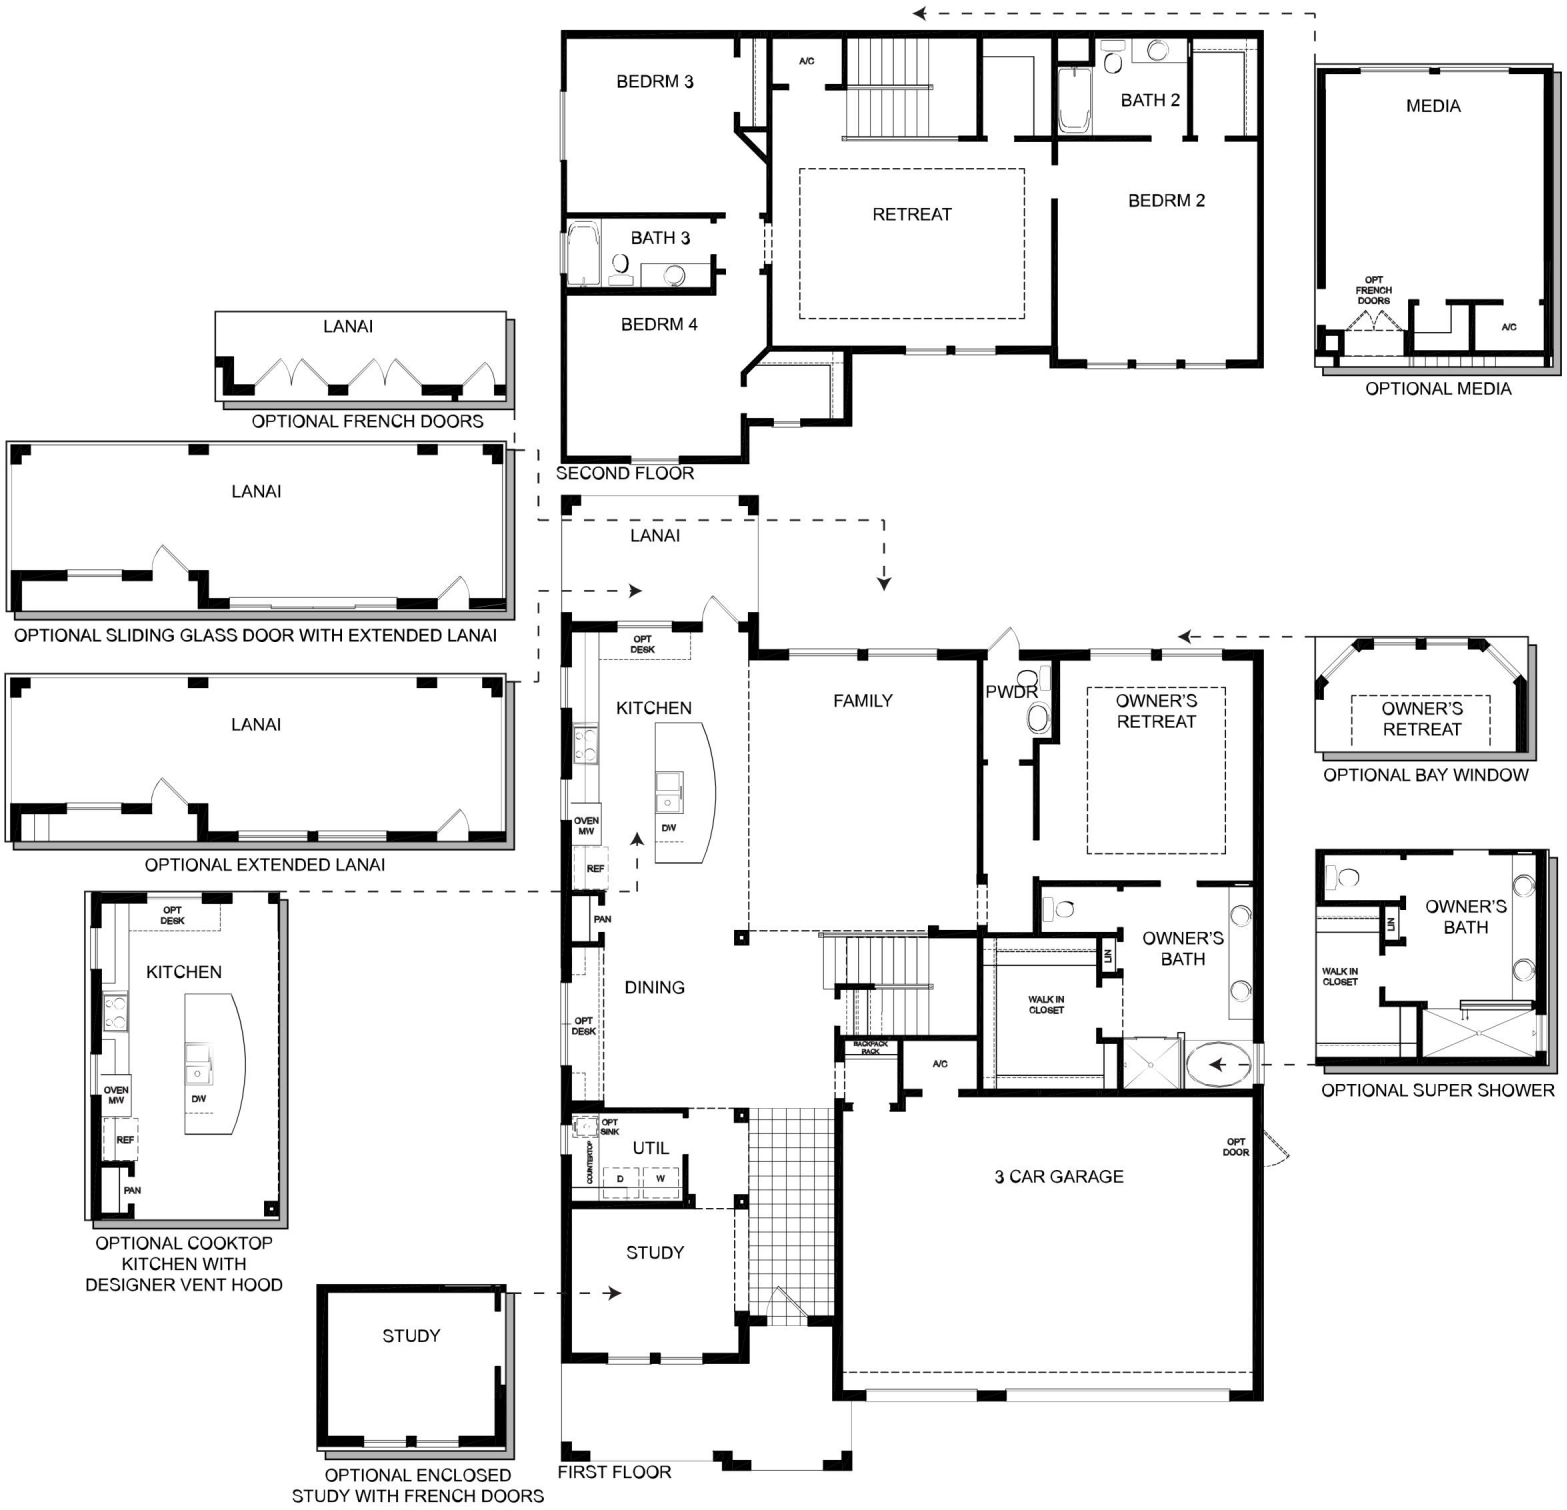 BEDRM 3
A/C
BATH 2
MEDIA
BEDRM 2
RETREAT
BATH 3
OPT
FRENCH
DOORS
BEDRM 4
A/C
OPTIONAL MEDIA
LANAI
OPTIONAL FRENCH DOORS
SECOND FLOOR
LANAI
OPTIONAL SLIDING GLASS DOOR WITH EXTENDED LANAI
LANAI
OPT
DESK
KITCHEN
FAMILY
PWDR
OWNER'S
RETREAT
OWNER'S
RETREAT
OPTIONAL BAY WINDOW
LANAI
OPTIONAL EXTENDED LANAI
OVEN
MW
DW
REF
PAN
OWNER'S
BATH
LIN
WALK IN
CLOSET
OWNER'S
BATH
LIN
WALK IN
CLOSET
OPTIONAL SUPER SHOWER
OPT
DESK
KITCHEN
OVEN
MW
DW
REF
PAN
OPTIONAL COOKTOP
KITCHEN WITH
DESIGNER VENT HOOD
DINING
OPT
DESK
BACKPACK
RACK
A/C
OPT
SINK
COUNTERTOP
UTIL
D
W
3 CAR GARAGE
OPT
DOOR
STUDY
STUDY
OPTIONAL ENCLOSED
STUDY WITH FRENCH DOORS
FIRST FLOOR